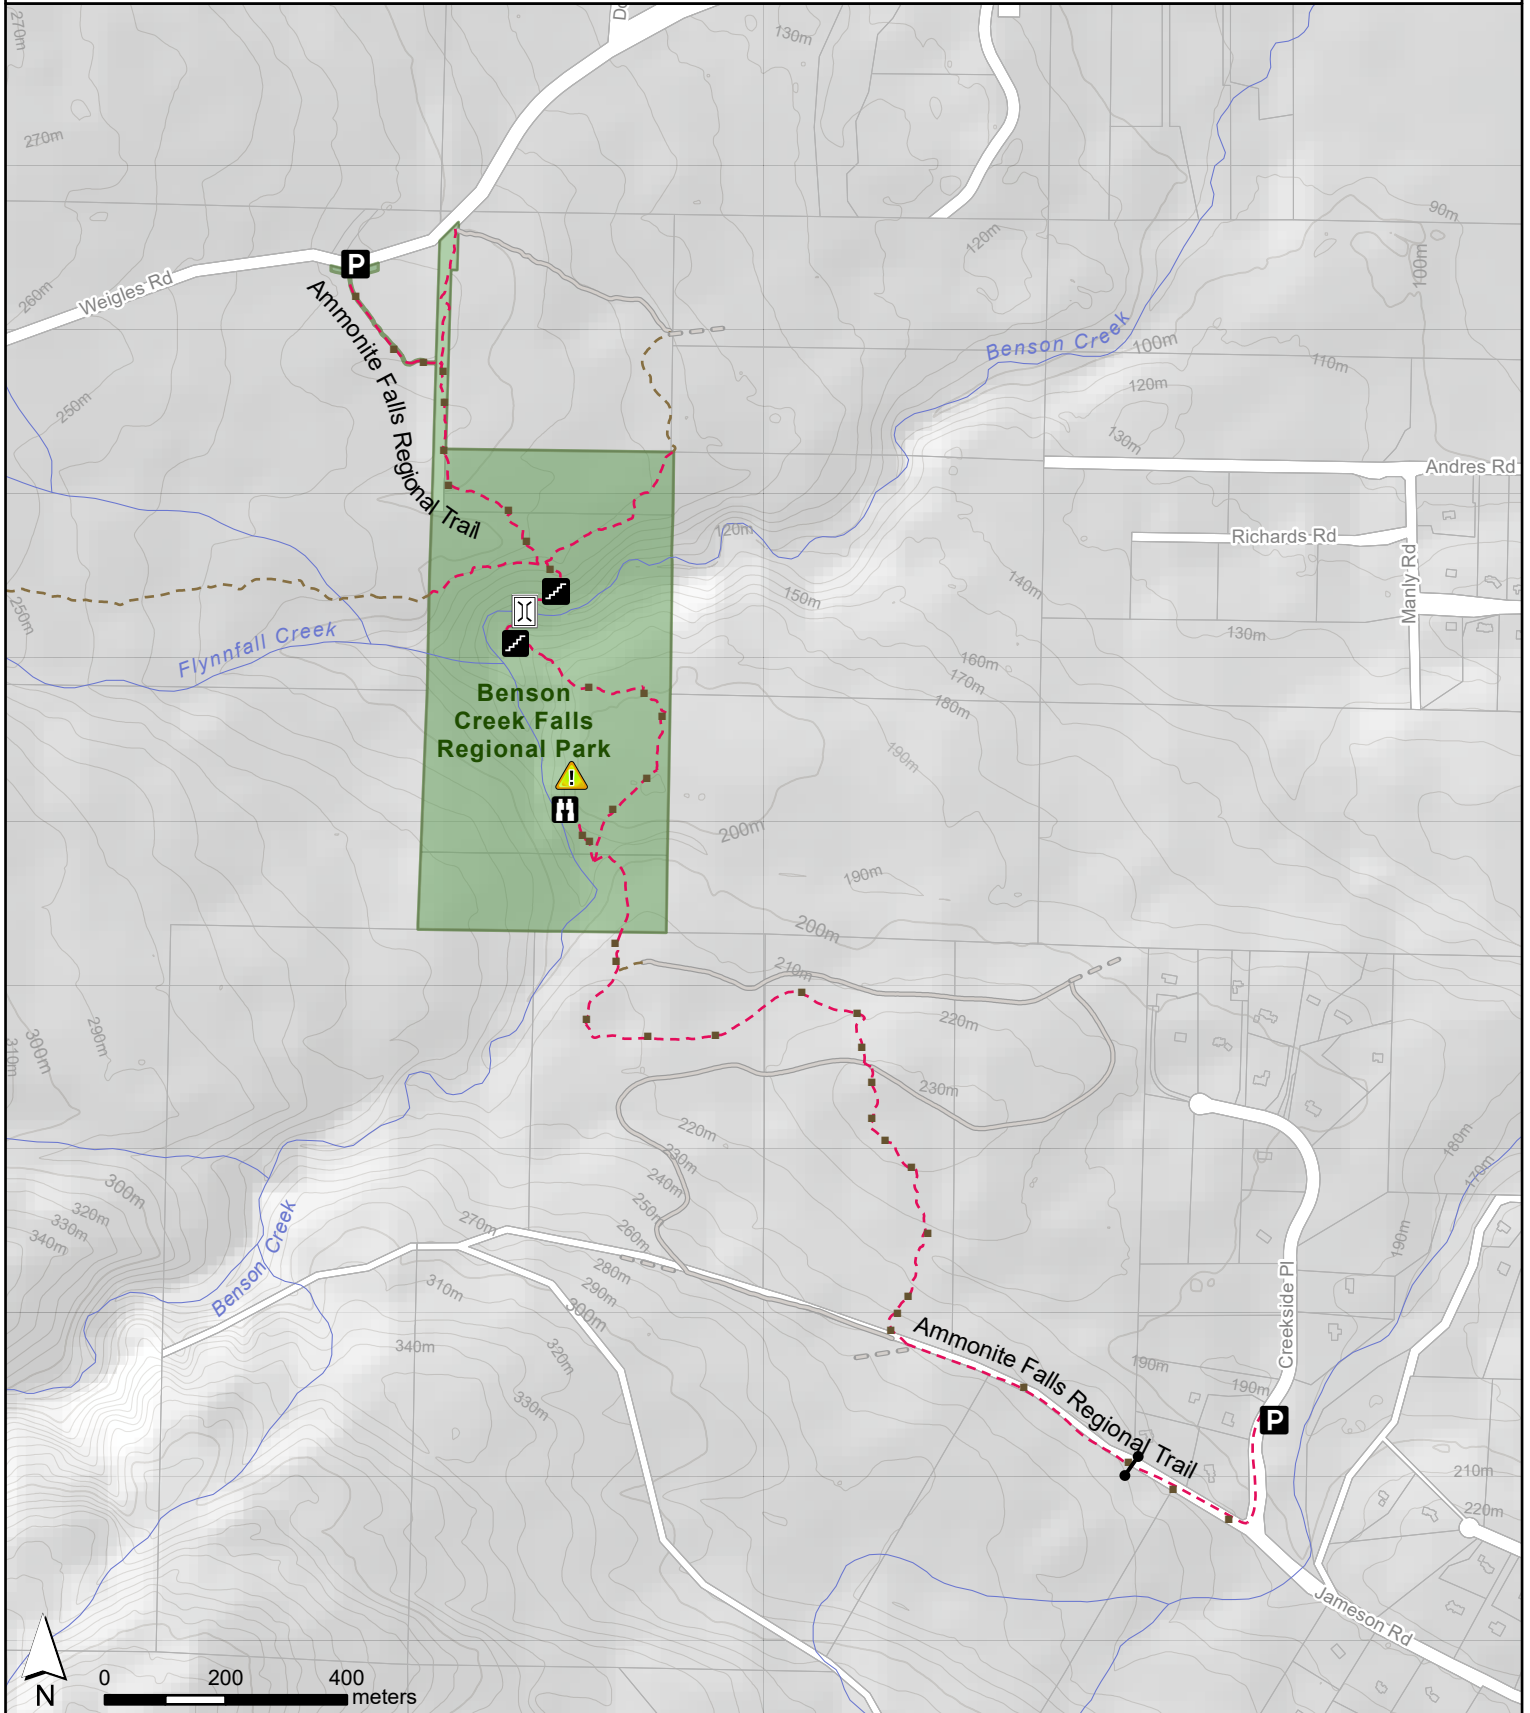 270m
Do
130m
270m
90m
120m
100m
260m
Weigles Rd
P
Ammonite Falls Regional Trail
Benson Creek
100m
110m
120m
250m
130m
Andres Rd
120m
Richards Rd
Manly Rd
140m
150m
250m
Flynnfall Creek
130m
160m
170m
180m
Benson
Creek Falls
Regional Park
!
190m
200m
190m
200m
210m
220m
290m
300m
310m
230m
220m
230m
240m
250m
260m
270m
280m
290m
300m
180m
170m
190m
300m
320m
330m
340m
Benson Creek
310m
340m
320m
330m
Creekside Pl
Ammonite Falls Regional Trail
190m
190m
P
210m
220m
Jameson Rd
N
0 200 400
meters